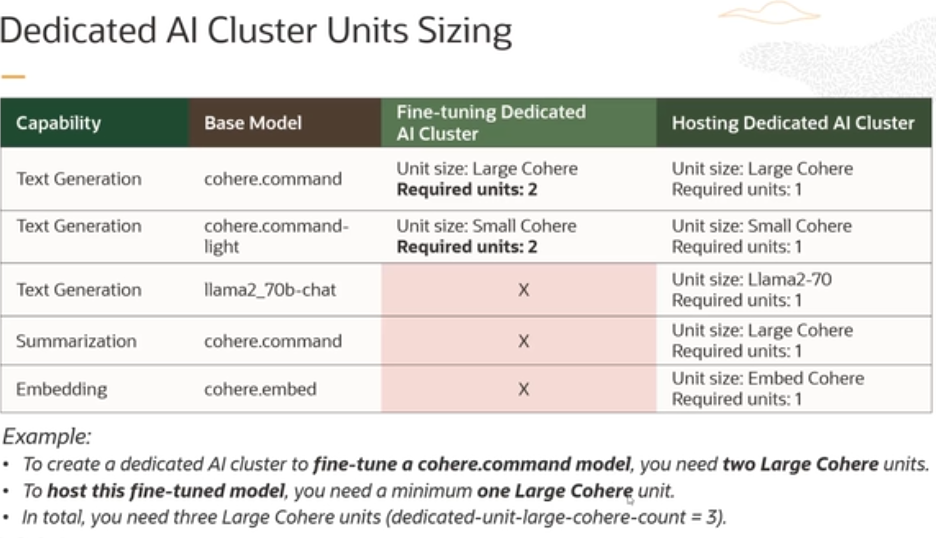 Dedicated AI Cluster Units Sizing
Capability
Base Model
Fine-tuning Dedicated
AI Cluster
Hosting Dedicated AI Cluster
Text Generation
cohere.command
Unit size: Large Cohere
Required units: 2
Unit size: Large Cohere
Required units: 1
Text Generation
cohere.command-
light
Unit size: Small Cohere
Required units: 2
Unit size: Small Cohere
Required units: 1
Text Generation
llama2_70b-chat
X
Unit size: Llama2-70
Required units: 1
Summarization
cohere.command
X
Unit size: Large Cohere
Required units: 1
Embedding
cohere.embed
X
Unit size: Embed Cohere
Required units: 1
Example:
• To create a dedicated AI cluster to fine-tune a cohere.command model, you need two Large Cohere units.
• To host this fine-tuned model, you need a minimum one Large Cohere unit.
• In total, you need three Large Cohere units (dedicated-unit-large-cohere-count = 3).